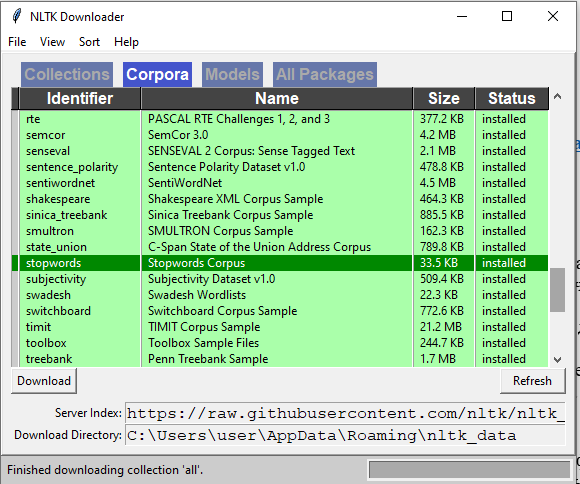 NLTK Downloader
File View Sort Help
Collections Corpora Models All Packages
Identifier Name Size Status
rte PASCAL RTE Challenges 1, 2, and 3 377.2 KB installed
semcor SemCor 3.0 4.2 MB installed
senseval SENSEVAL 2 Corpus: Sense Tagged Text 2.1 MB installed
sentence_polarity Sentence Polarity Dataset v1.0 478.8 KB installed
sentiwordnet SentiWordNet 4.5 MB installed
shakespeare Shakespeare XML Corpus Sample 464.3 KB installed
sinica_treebank Sinica Treebank Corpus Sample 885.5 KB installed
smultron SMULTRON Corpus Sample 162.3 KB installed
state_union C-Span State of the Union Address Corpus 789.8 KB installed
stopwords Stopwords Corpus 33.5 KB installed
subjectivity Subjectivity Dataset v1.0 509.4 KB installed
swadesh Swadesh Wordlists 22.3 KB installed
switchboard Switchboard Corpus Sample 772.6 KB installed
timit TIMIT Corpus Sample 21.2 MB installed
toolbox Toolbox Sample Files 244.7 KB installed
treebank Penn Treebank Sample 1.7 MB installed
Download Refresh
Server Index: https://raw.githubusercontent.com/nltk/nltk_
Download Directory: C:\Users\user\AppData\Roaming\nltk_data
Finished downloading collection 'all'.